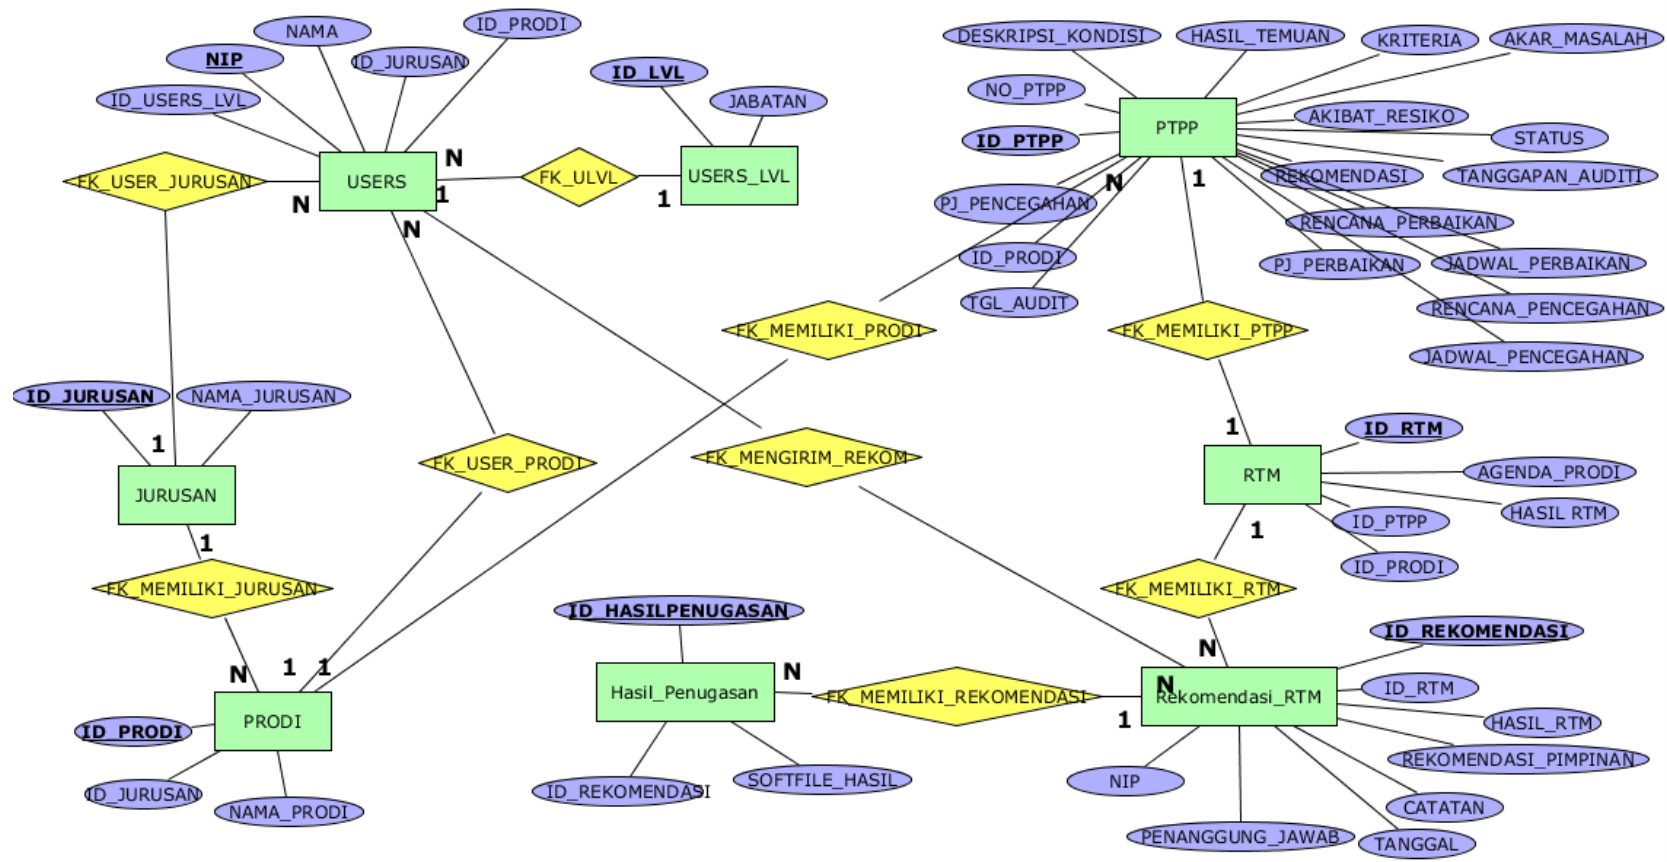 ID_PRODI
NAMA
NIP
ID_JURUSAN
ID_USERS_LVL
ID_LVL
JABATAN
USERS
N
1
FK_ULVL
1
USERS_LVL
FK_USER_JURUSAN
N
N
DESKRIPSI_KONDISI
HASIL_TEMUAN
KRITERIA
AKAR_MASALAH
NO_PTPP
PTPP
AKIBAT_RESIKO
ID_PTPP
STATUS
N
1
REKOMENDASI
TANGGAPAN_AUDITI
PJ_PENCEGAHAN
RENCANA_PERBAIKAN
ID_PRODI
PJ_PERBAIKAN
JADWAL_PERBAIKAN
TGL_AUDIT
RENCANA_PENCEGAHAN
FK_MEMILIKI_PRODI
FK_MEMILIKI_PTPP
JADWAL_PENCEGAHAN
ID_JURUSAN
NAMA_JURUSAN
1
JURUSAN
1
FK_USER_PRODI
FK_MENGIRIM_REKOM
1
ID_RTM
RTM
AGENDA_PRODI
HASIL RTM
ID_PTPP
1
ID_PRODI
FK_MEMILIKI_JURUSAN
FK_MEMILIKI_RTM
N
1
1
PRODI
ID_PRODI
ID_JURUSAN
NAMA_PRODI
ID_HASILPENUGASAN
Hasil_Penugasan
N
FK_MEMILIKI_REKOMENDASI
1
ID_REKOMENDASI
SOFTFILE_HASIL
N
N
Rekomendasi_RTM
ID_REKOMENDASI
ID_RTM
HASIL_RTM
REKOMENDASI_PIMPINAN
NIP
CATATAN
PENANGGUNG_JAWAB
TANGGAL